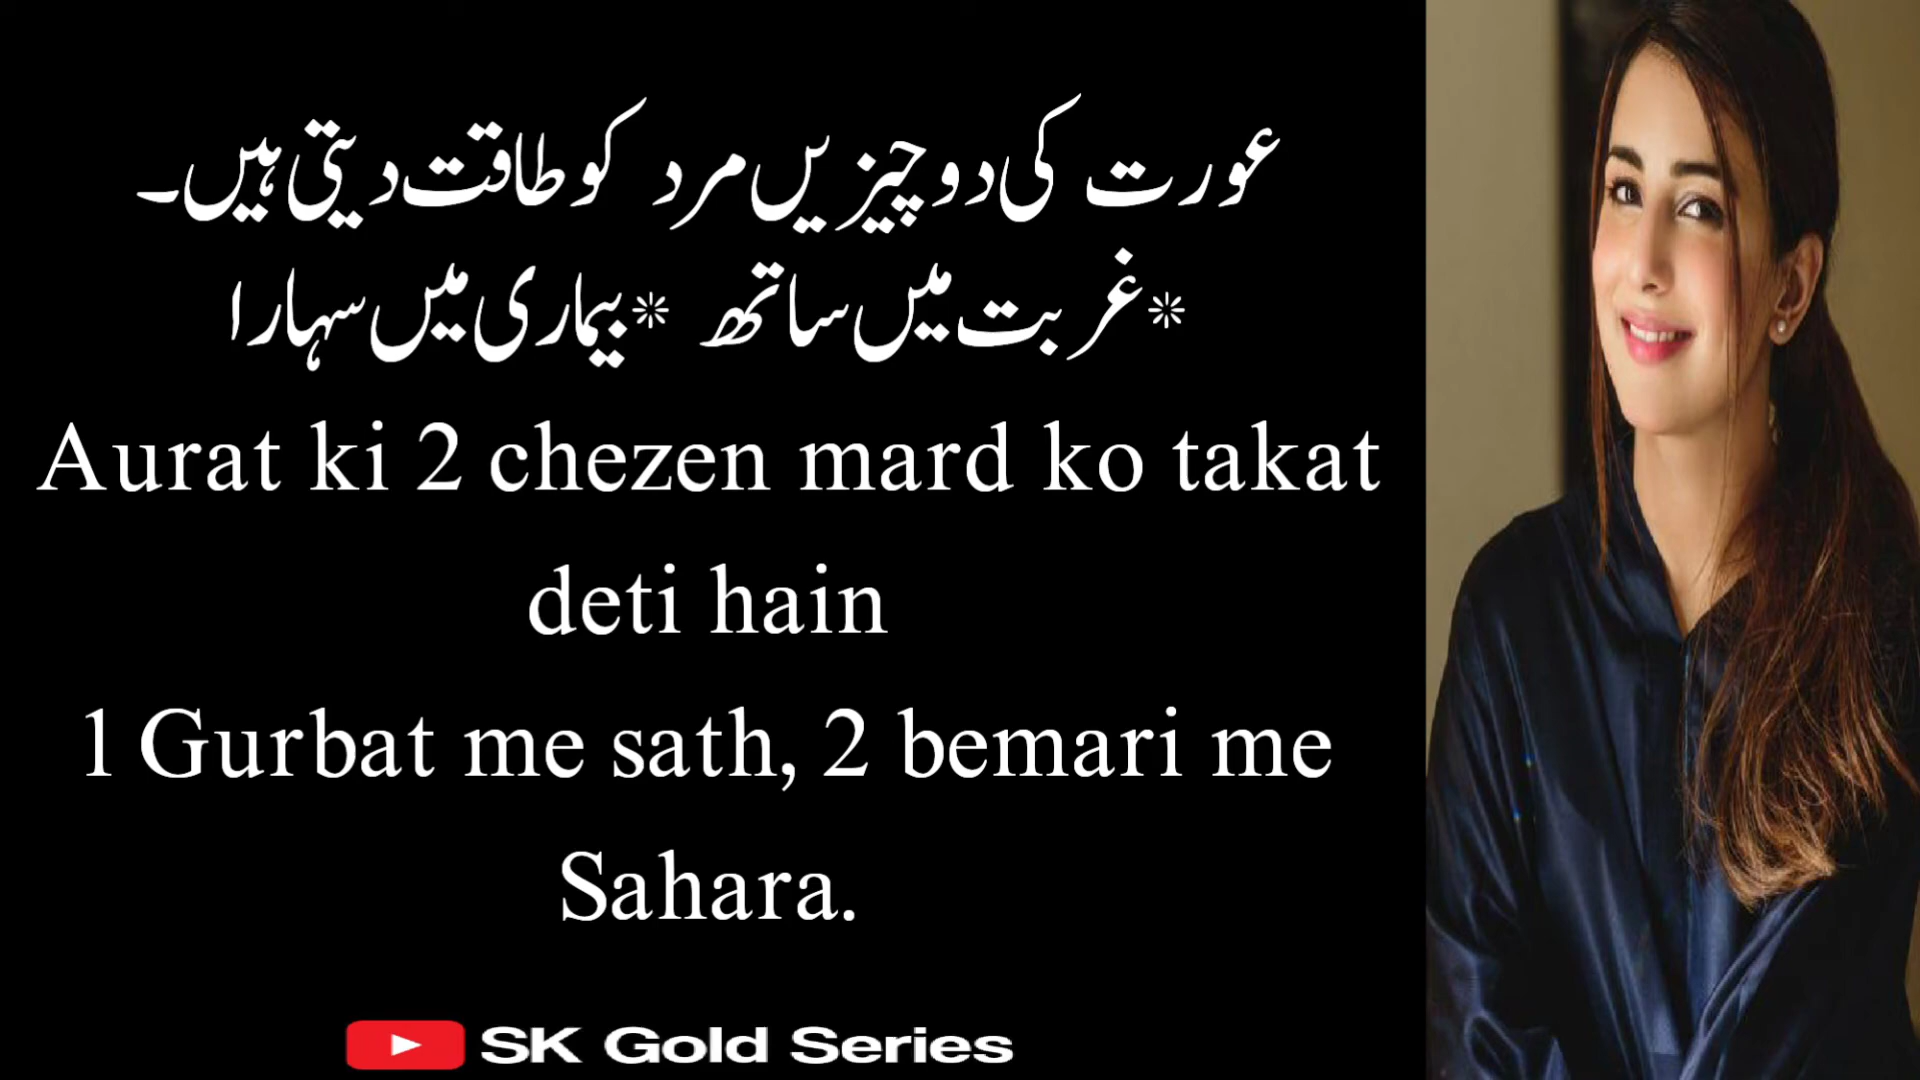 عورت کی دو چیزیں مرد کو طاقت دیتی ہیں۔
*غربت میں ساتھ *بیماری میں سہارا
Aurat ki 2 chezen mard ko takat
deti hain
1 Gurbat me sath, 2 bemari me
Sahara.
SK Gold Series